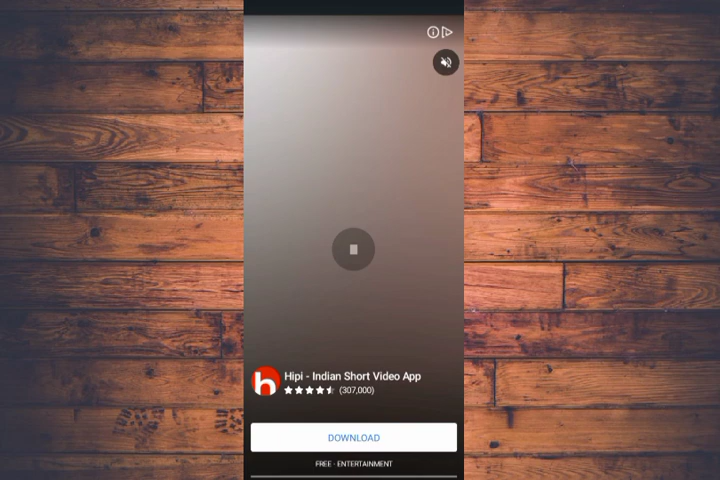 Hipi - Indian Short Video App
(307,000)
DOWNLOAD
FREE · ENTERTAINMENT